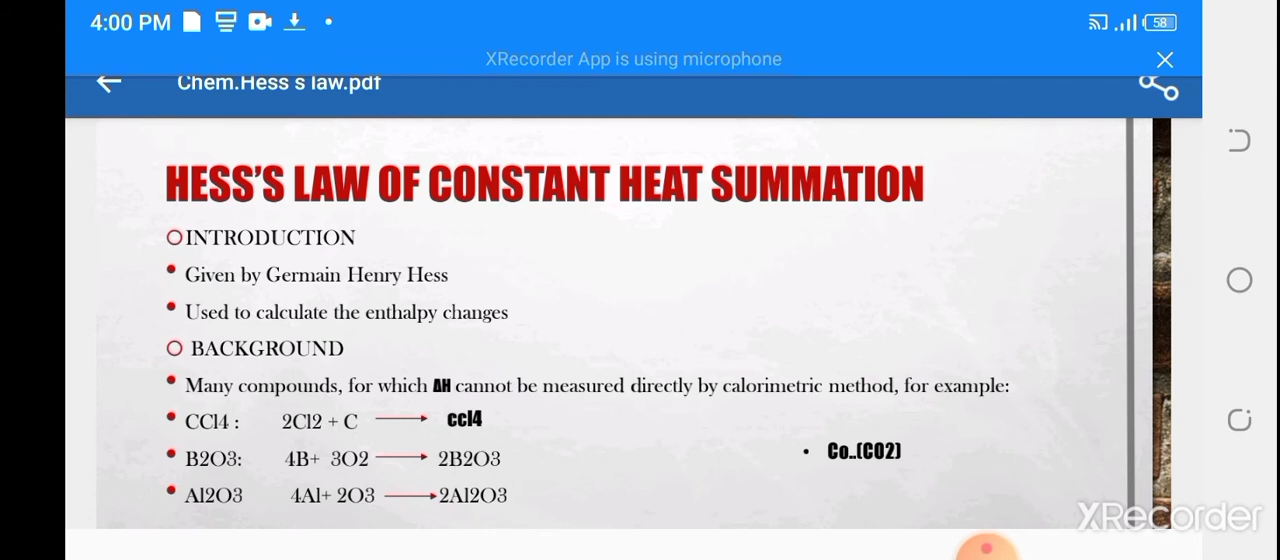 4:00 PM
58
XRecorder App is using microphone
Chem.Hess s law.pdf
HESS'S LAW OF CONSTANT HEAT SUMMATION
INTRODUCTION
• Given by Germain Henry Hess
• Used to calculate the enthalpy changes
BACKGROUND
• Many compounds, for which ΔH cannot be measured directly by calorimetric method, for example:
• CCl4 : 2Cl2 + C → ccl4
• Co..(CO2)
• B2O3: 4B+ 3O2 → 2B2O3
• Al2O3 4Al+ 2O3 → 2Al2O3
XRecorder